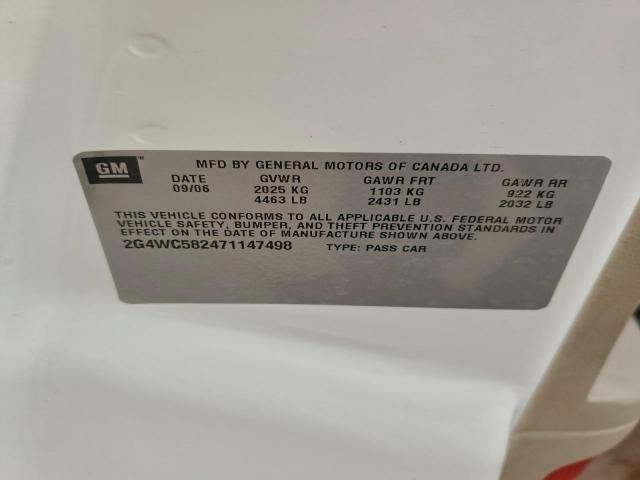 GM
MFD BY GENERAL MOTORS OF CANADA LTD.
DATE GVWR GAWR FRT GAWR RR
09/06 2025 KG 1103 KG 922 KG
4463 LB 2431 LB 2032 LB
THIS VEHICLE CONFORMS TO ALL APPLICABLE U.S. FEDERAL MOTOR
VEHICLE SAFETY, BUMPER, AND THEFT PREVENTION STANDARDS IN
EFFECT ON THE DATE OF MANUFACTURE SHOWN ABOVE.
2G4WC582471147498 TYPE: PASS CAR